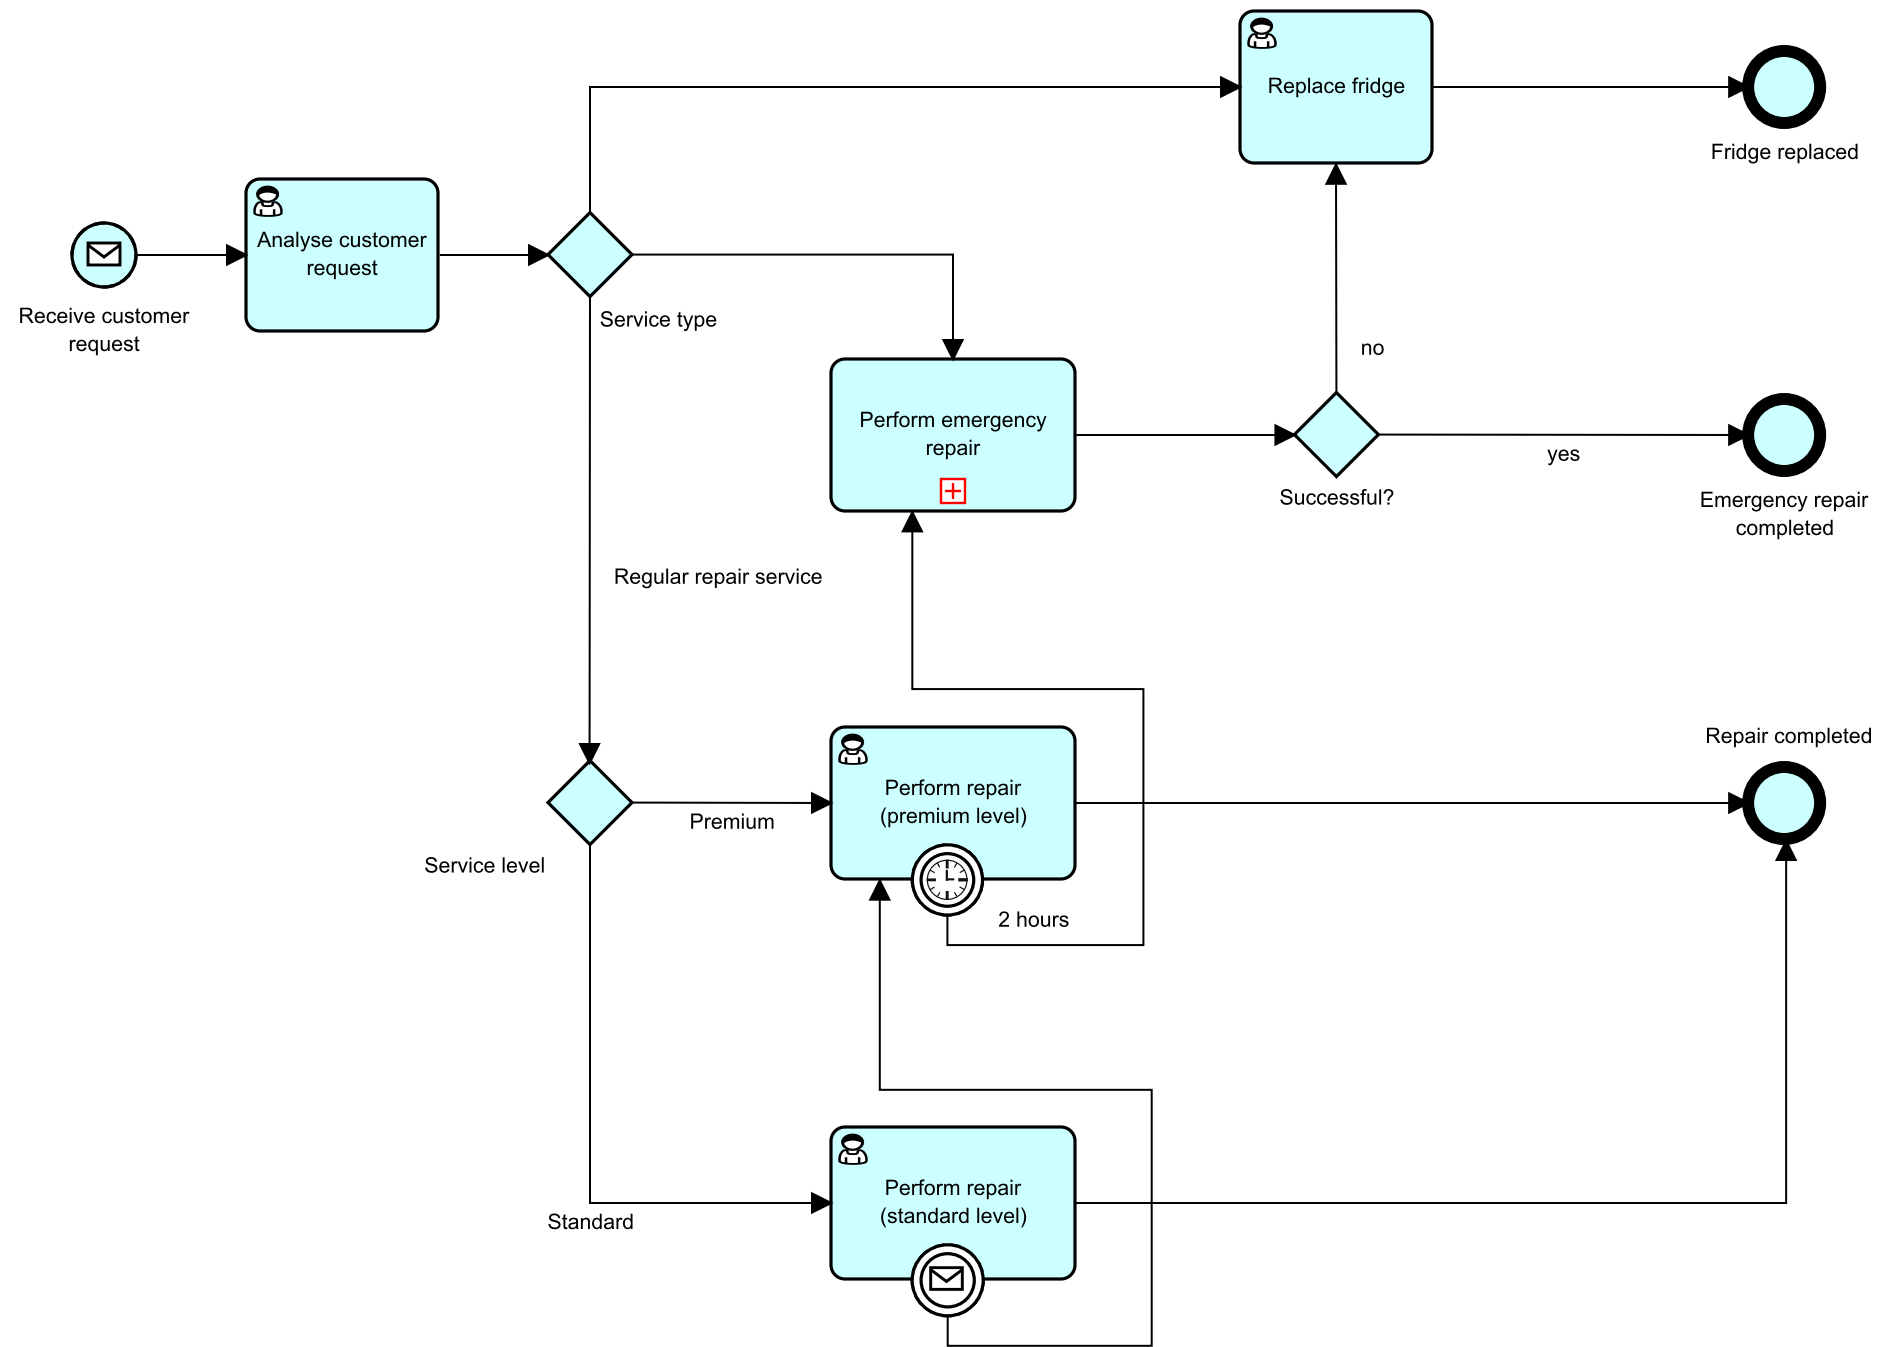 Replace fridge
Fridge replaced
Analyse customer
request
Receive customer
request
Service type
no
Perform emergency
repair
yes
Successful?
Emergency repair
completed
Regular repair service
Repair completed
Perform repair
(premium level)
Premium
Service level
2 hours
Perform repair
(standard level)
Standard